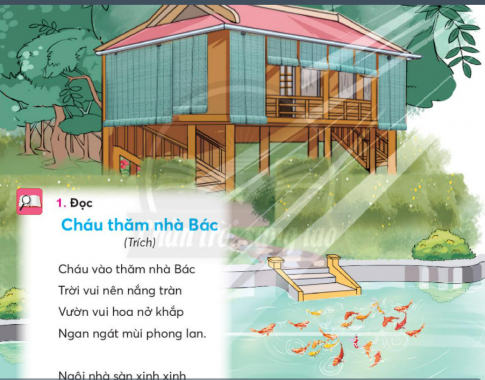 1. Đọc
Cháu thăm nhà Bác
(Trích)
Cháu vào thăm nhà Bác
Trời vui nên nắng tràn
Vườn vui hoa nở khắp
Ngan ngát mùi phong lan.
Ngôi nhà sàn xinh xinh